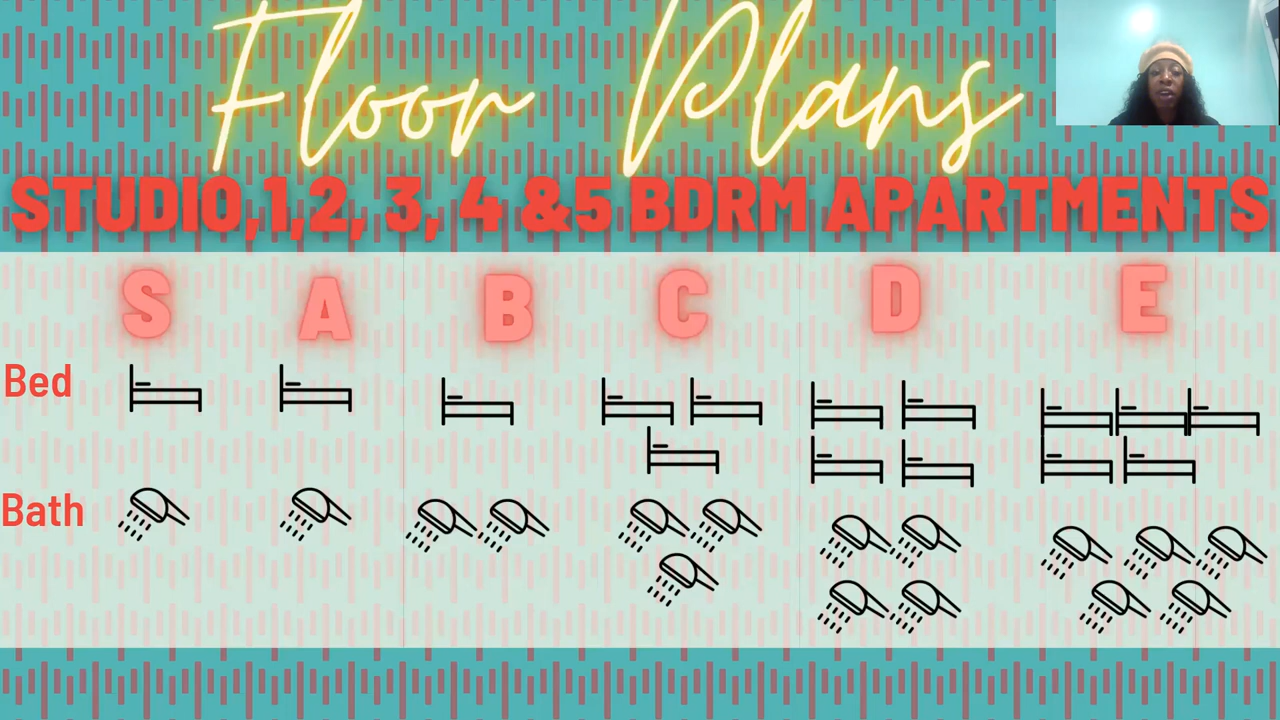 Floor Plans
STUDIO,1,2, 3, 4 &5 BDRM APARTMENTS
S A B C D E
Bed
Bath